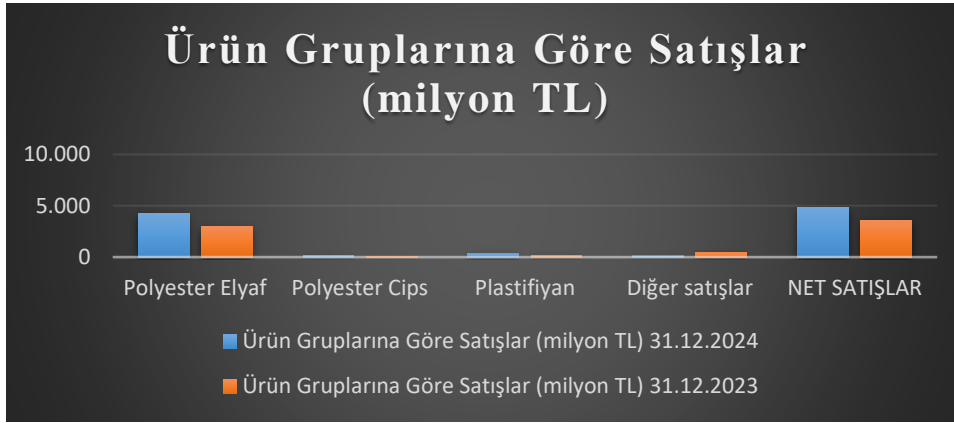 Ürün Gruplarına Göre Satışlar
(milyon TL)
10.000
5.000
0
Polyester Elyaf
Polyester Cips
Plastifiyan
Diğer satışlar
NET SATIŞLAR
Ürün Gruplarına Göre Satışlar (milyon TL) 31.12.2024
Ürün Gruplarına Göre Satışlar (milyon TL) 31.12.2023